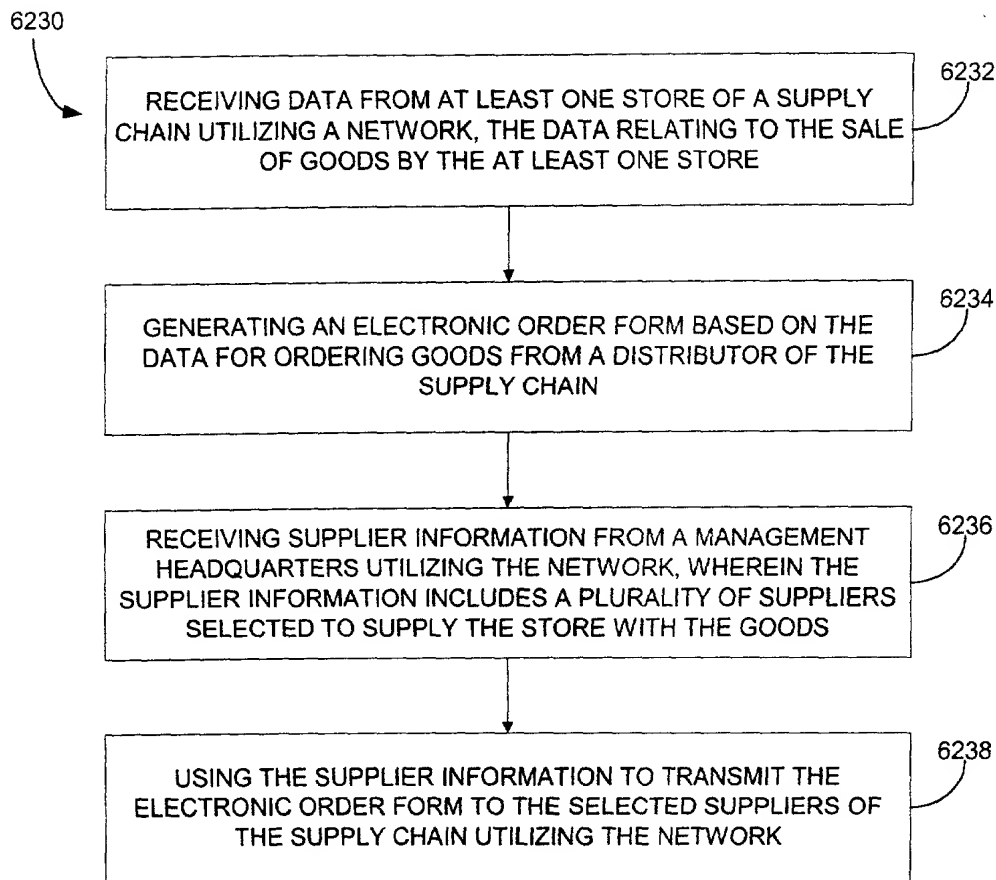 6230
6232
RECEIVING DATA FROM AT LEAST ONE STORE OF A SUPPLY
CHAIN UTILIZING A NETWORK, THE DATA RELATING TO THE SALE
OF GOODS BY THE AT LEAST ONE STORE
6234
GENERATING AN ELECTRONIC ORDER FORM BASED ON THE
DATA FOR ORDERING GOODS FROM A DISTRIBUTOR OF THE
SUPPLY CHAIN
6236
RECEIVING SUPPLIER INFORMATION FROM A MANAGEMENT
HEADQUARTERS UTILIZING THE NETWORK, WHEREIN THE
SUPPLIER INFORMATION INCLUDES A PLURALITY OF SUPPLIERS
SELECTED TO SUPPLY THE STORE WITH THE GOODS
6238
USING THE SUPPLIER INFORMATION TO TRANSMIT THE
ELECTRONIC ORDER FORM TO THE SELECTED SUPPLIERS OF
THE SUPPLY CHAIN UTILIZING THE NETWORK